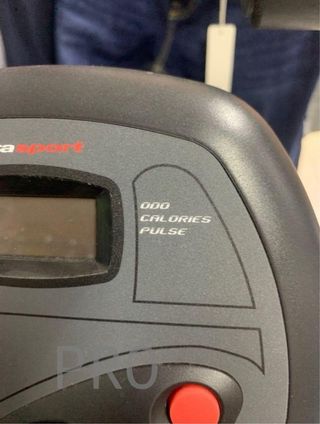 asport
ODO
CALORIES
PULSE
PRO